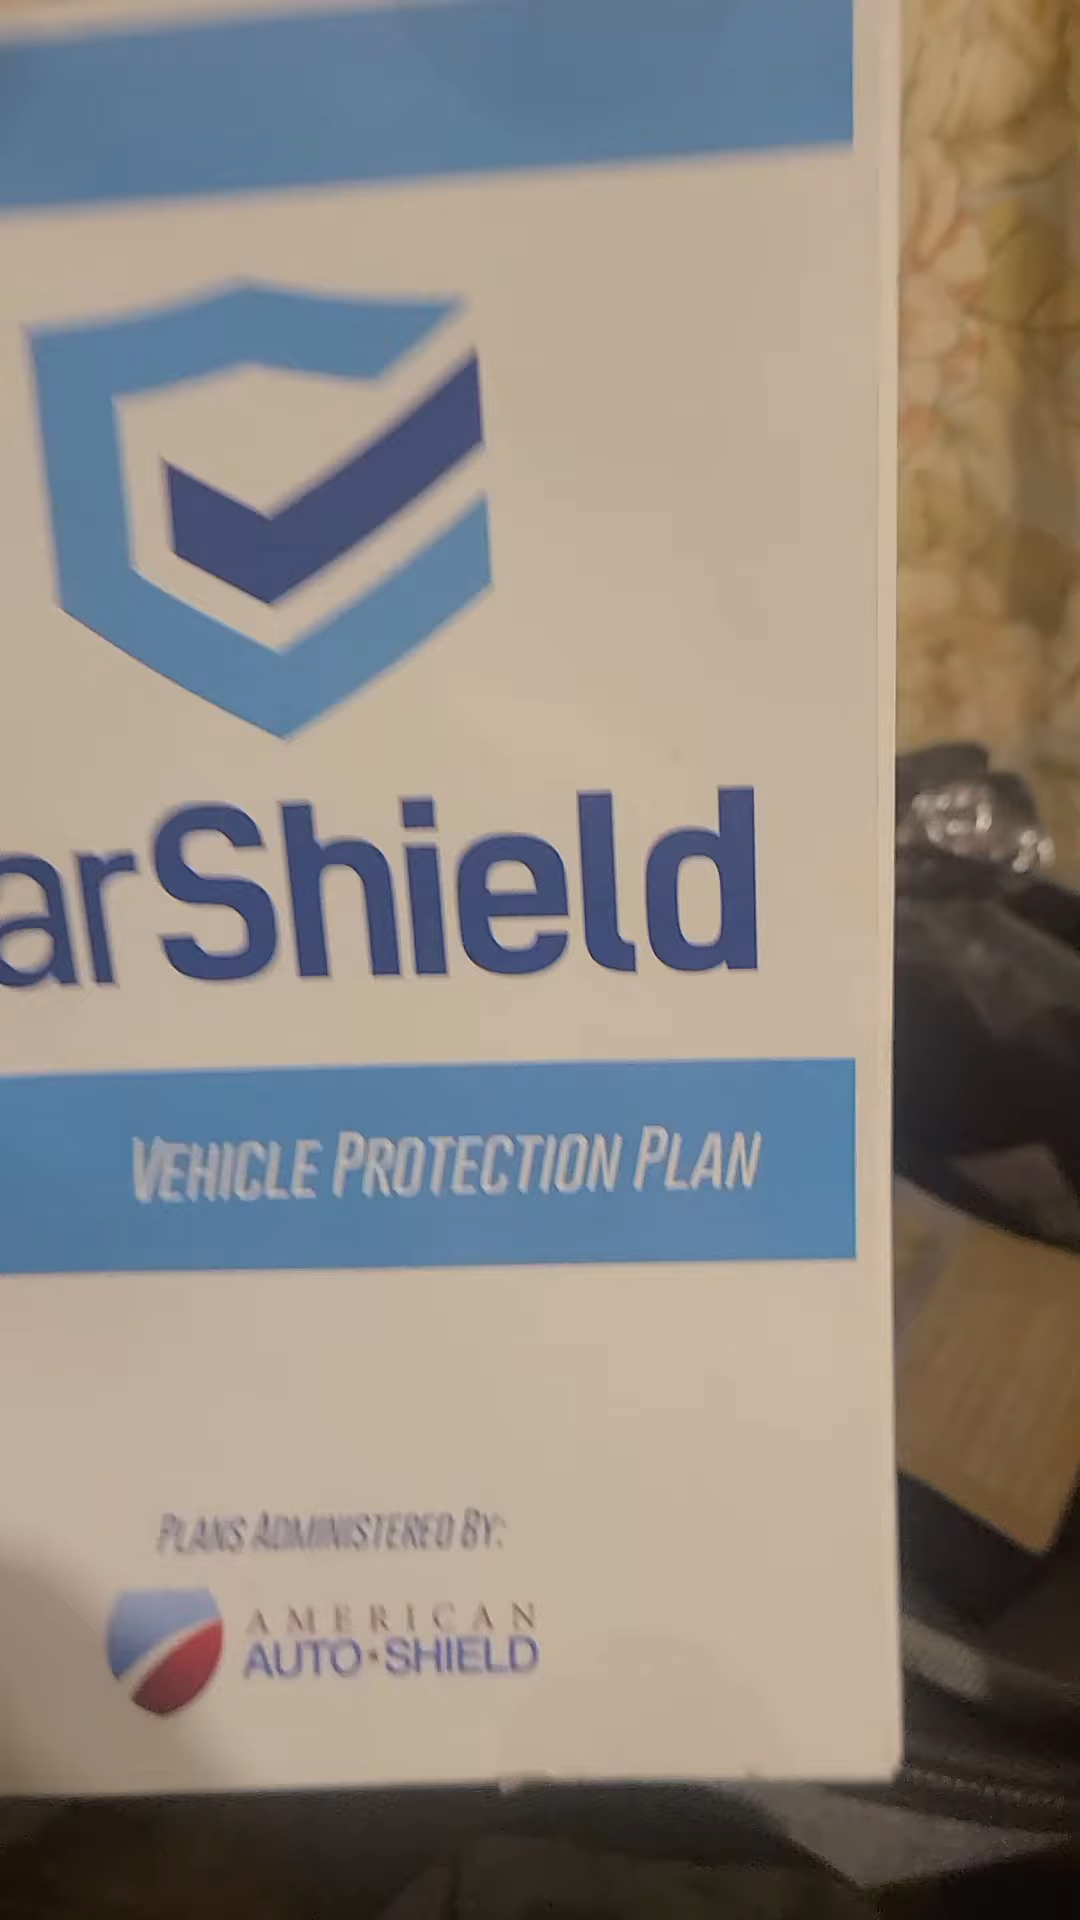 arShield
VEHICLE PROTECTION PLAN
PLANS ADMINISTERED BY:
AMERICAN
AUTO·SHIELD